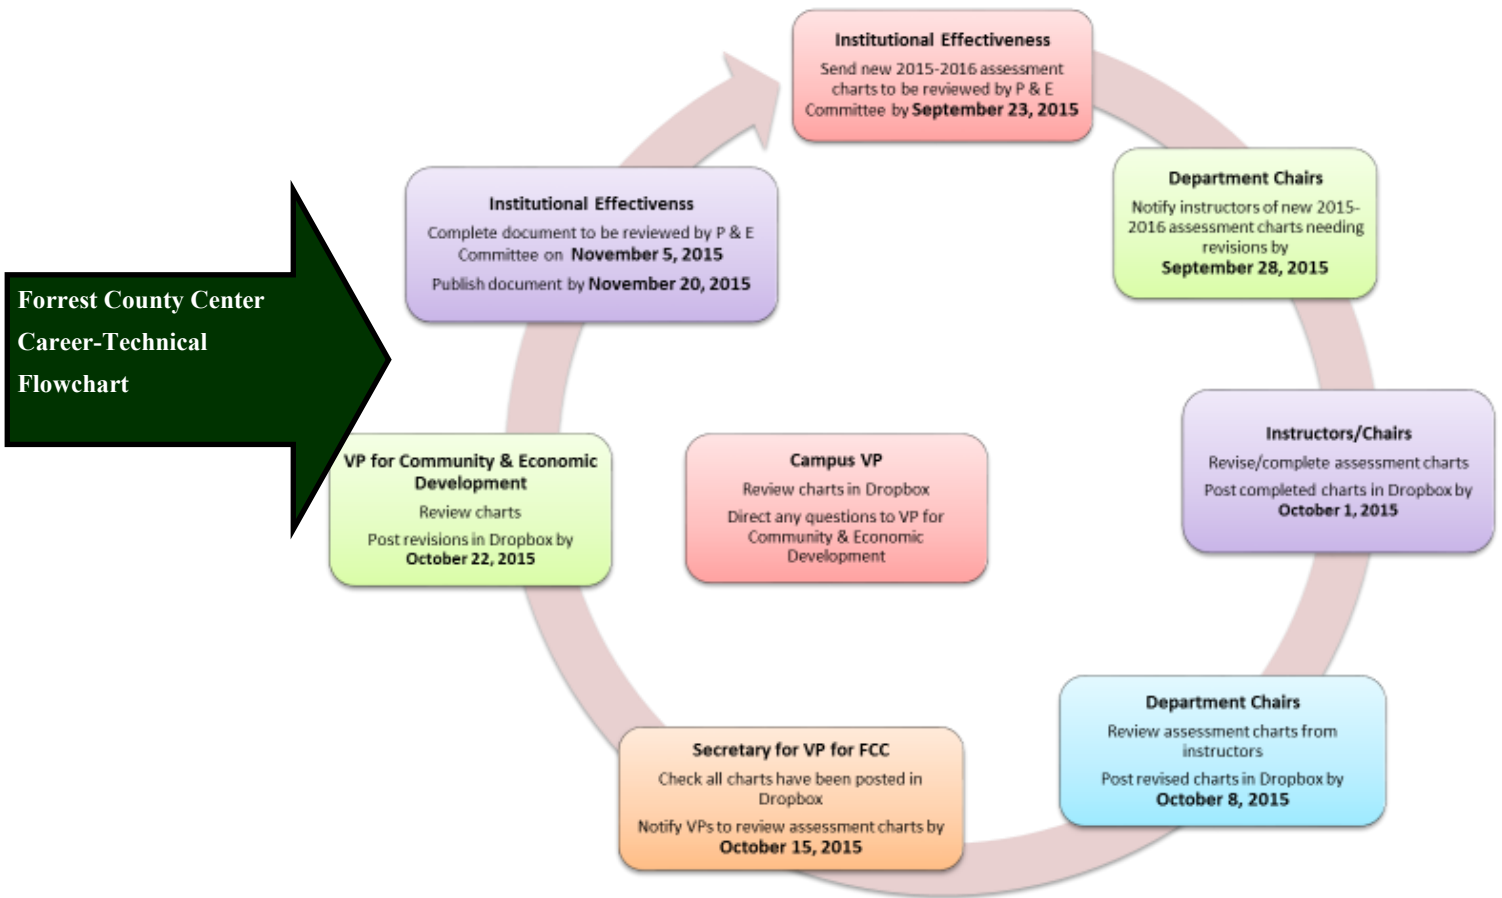 Forrest County Center
Career-Technical
Flowchart
Institutional Effectiveness
Send new 2015-2016 assessment
charts to be reviewed by P & E
Committee by September 23, 2015
Department Chairs
Notify instructors of new 2015-
2016 assessment charts needing
revisions by
September 28, 2015
Instructors/Chairs
Revise/complete assessment charts
Post completed charts in Dropbox by
October 1, 2015
Department Chairs
Review assessment charts from
instructors
Post revised charts in Dropbox by
October 8, 2015
Secretary for VP for FCC
Check all charts have been posted in
Dropbox
Notify VPs to review assessment charts by
October 15, 2015
VP for Community & Economic
Development
Review charts
Post revisions in Dropbox by
October 22, 2015
Institutional Effectivenss
Complete document to be reviewed by P & E
Committee on November 5, 2015
Publish document by November 20, 2015
Campus VP
Review charts in Dropbox
Direct any questions to VP for
Community & Economic
Development